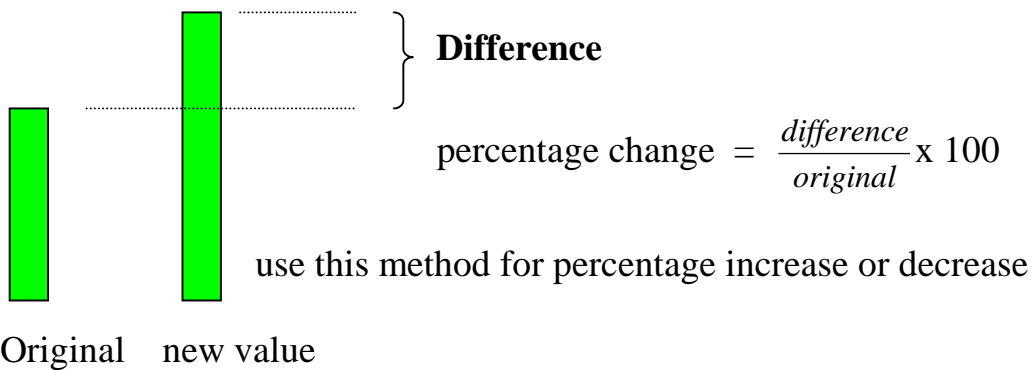 Difference
percentage change = difference/original x 100
use this method for percentage increase or decrease
Original new value